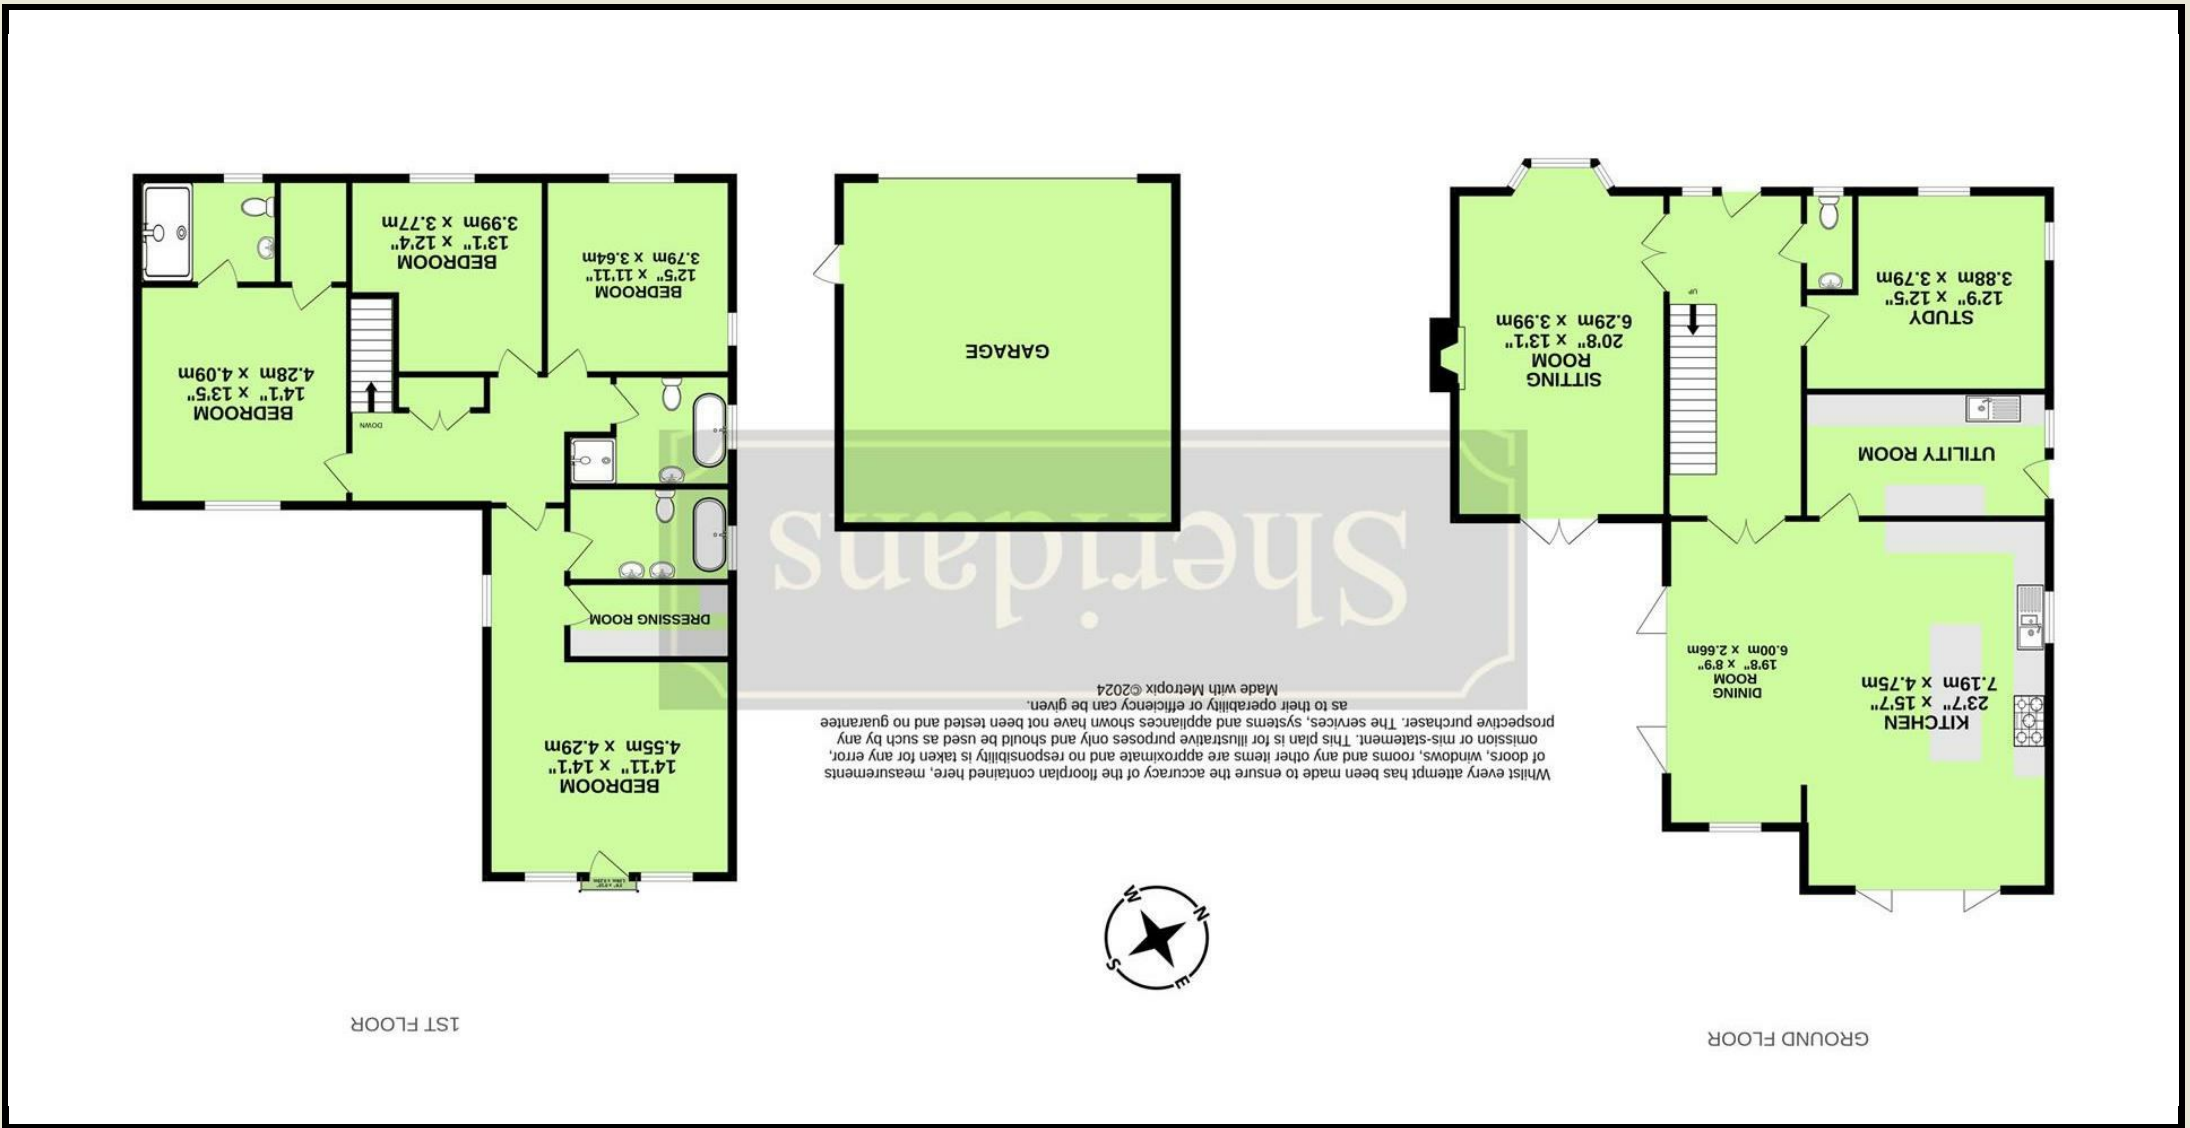 GROUND FLOOR
KITCHEN
23'7" x 15'7"
7.19m x 4.75m
DINING
ROOM
19'8" x 8'9"
6.00m x 2.66m
UTILITY ROOM
STUDY
12'9" x 12'5"
3.88m x 3.79m
SITTING
ROOM
20'8" x 13'1"
6.29m x 3.99m
UP
E
S
N
W
Whilst every attempt has been made to ensure the accuracy of the floorplan contained here, measurements
of doors, windows, rooms and any other items are approximate and no responsibility is taken for any error,
omission or mis-statement. This plan is for illustrative purposes only and should be used as such by any
prospective purchaser. The services, systems and appliances shown have not been tested and no guarantee
as to their operability or efficiency can be given.
Made with Metropix ©2024
Sheridans
GARAGE
1ST FLOOR
BEDROOM
14'11" x 14'1"
4.55m x 4.29m
DRESSING ROOM
DOWN
BEDROOM
14'1" x 13'5"
4.28m x 4.09m
BEDROOM
12'5" x 11'11"
3.79m x 3.64m
BEDROOM
13'1" x 12'4"
3.99m x 3.77m